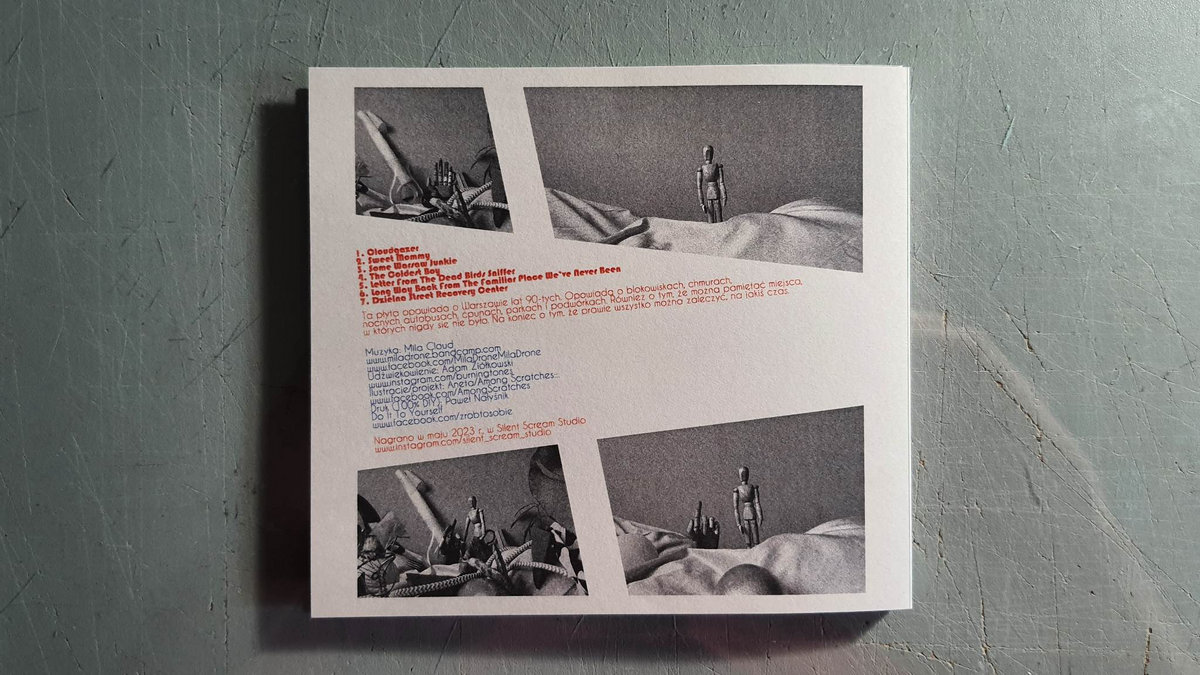 1. Cloudgazer
2. Sweet Mommy
3. Some Warsaw Junkie
4. The Coldest Boy
5. Letter From The Dead Birds Sniffer
6. Long Way Back From The Familiar Place We've Never Been
7. Dzielna Street Recovery Center
Ta płyta opowiada o Warszawie lat 90-tych. Opowiada o blokowiskach, chmurach,
nocnych autobusach, ćpunach, parkach i podwórkach. Również o tym, że można pamiętać miejsca,
w których nigdy się nie było. Na koniec o tym, że prawie wszystko można zaleczyć, na jakiś czas.
Muzyka: Mila Cloud
www.miladrone.bandcamp.com
www.facebook.com/MilaDroneMilaDrone
Udźwiękowienie: Adam Ziółkowski
www.instagram.com/burningtones
Ilustracje/projekt: Aneta/Among Scratches:.
www.facebook.com/AmongScratches
Druk (100% DIY): Paweł Nałyśnik
Do It To Yourself
www.facebook.com/zrobtosobie
Nagrano w maju 2023 r. w Silent Scream Studio
www.instagram.com/silent_scream_studio